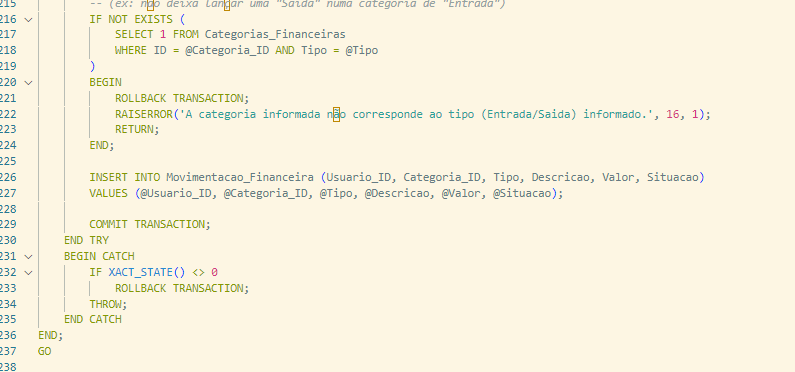 215 -- (ex: não deixa lançar uma "Saida" numa categoria de "Entrada")
216 IF NOT EXISTS (
217 SELECT 1 FROM Categorias_Financeiras
218 WHERE ID = @Categoria_ID AND Tipo = @Tipo
219 )
220 BEGIN
221 ROLLBACK TRANSACTION;
222 RAISERROR('A categoria informada não corresponde ao tipo (Entrada/Saida) informado.', 16, 1);
223 RETURN;
224 END;
225
226 INSERT INTO Movimentacao_Financeira (Usuario_ID, Categoria_ID, Tipo, Descricao, Valor, Situacao)
227 VALUES (@Usuario_ID, @Categoria_ID, @Tipo, @Descricao, @Valor, @Situacao);
228
229 COMMIT TRANSACTION;
230 END TRY
231 BEGIN CATCH
232 IF XACT_STATE() <> 0
233 ROLLBACK TRANSACTION;
234 THROW;
235 END CATCH
236 END;
237 GO
238